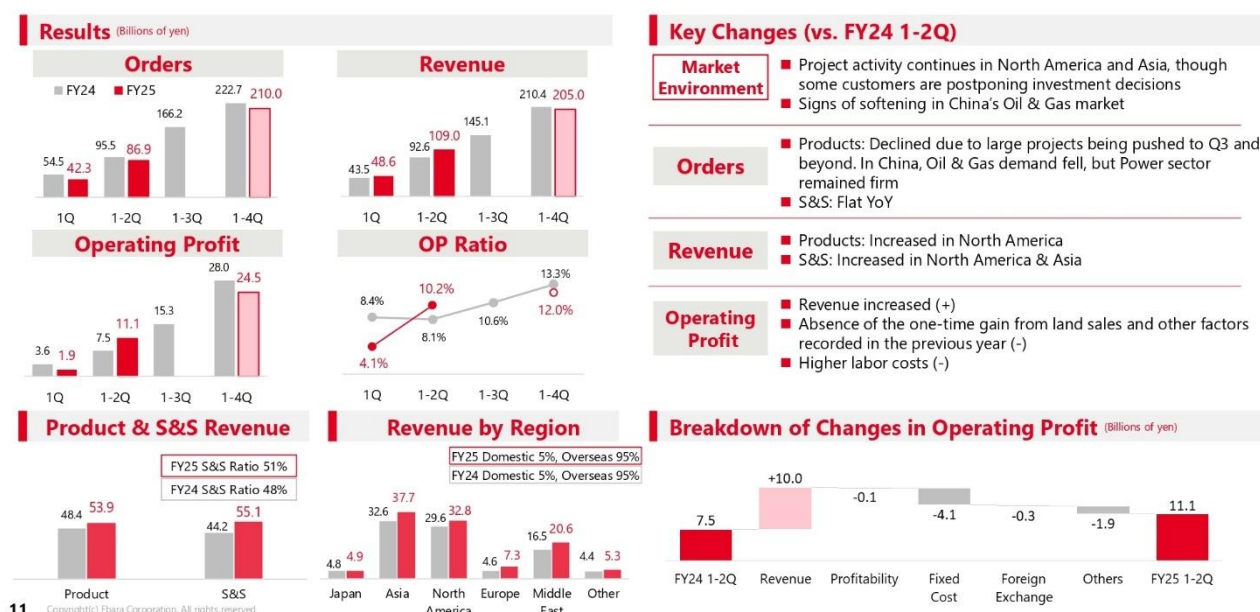 Results (Billions of yen)
Orders
FY24 FY25
54.5 42.3 95.5 86.9 166.2 222.7 210.0
1Q 1-2Q 1-3Q 1-4Q
Revenue
43.5 48.6 92.6 109.0 145.1 210.4 205.0
1Q 1-2Q 1-3Q 1-4Q
Operating Profit
3.6 1.9 7.5 11.1 15.3 28.0 24.5
1Q 1-2Q 1-3Q 1-4Q
OP Ratio
8.4% 10.2% 13.3%
4.1% 8.1% 10.6% 12.0%
1Q 1-2Q 1-3Q 1-4Q
Key Changes (vs. FY24 1-2Q)
Market
Environment
Project activity continues in North America and Asia, though
some customers are postponing investment decisions
Signs of softening in China's Oil & Gas market
Orders
Products: Declined due to large projects being pushed to Q3 and
beyond. In China, Oil & Gas demand fell, but Power sector
remained firm
S&S: Flat YoY
Revenue
Products: Increased in North America
S&S: Increased in North America & Asia
Operating
Profit
Revenue increased (+)
Absence of the one-time gain from land sales and other factors
recorded in the previous year (-)
Higher labor costs (-)
Product & S&S Revenue
FY25 S&S Ratio 51%
FY24 S&S Ratio 48%
48.4 53.9 44.2 55.1
Product S&S
Revenue by Region
FY25 Domestic 5%, Overseas 95%
FY24 Domestic 5%, Overseas 95%
4.8 4.9 32.6 37.7 29.6 32.8 4.6 7.3 16.5 20.6 4.4 5.3
Japan Asia North Europe Middle Other
America East
Breakdown of Changes in Operating Profit (Billions of yen)
7.5 +10.0 -0.1 -4.1 -0.3 -1.9 11.1
FY24 1-2Q Revenue Profitability Fixed Foreign Others FY25 1-2Q
Cost Exchange
11 Copyright(c) Ebara Corporation. All rights reserved